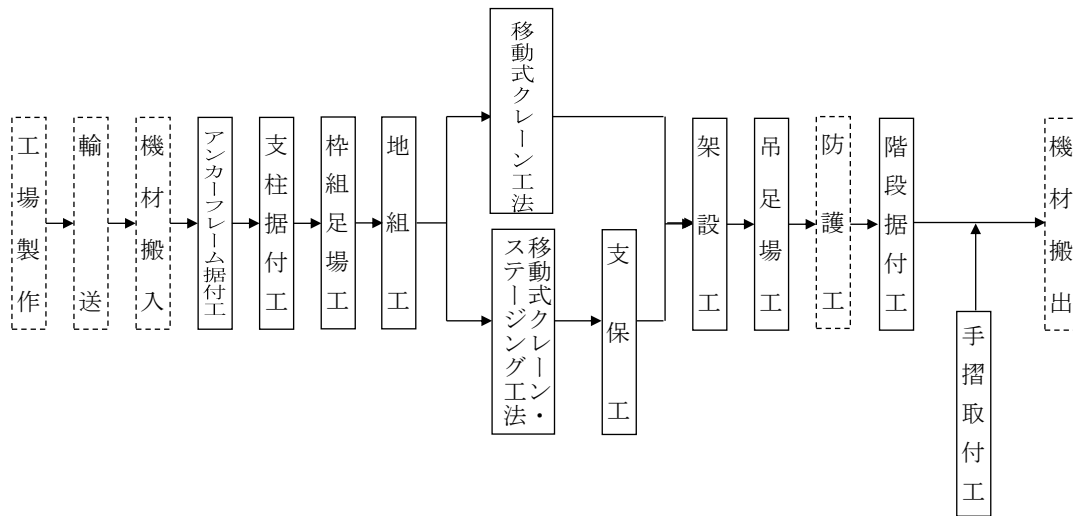 工場製作
輸送
機材搬入
アンカーフレーム据付工
支柱据付工
枠組足場工
地組工
移動式クレーン工法
移動式クレーン・
ステージング工法
支保工
架設工
吊足場工
防護工
階段据付工
手摺取付工
機材搬出